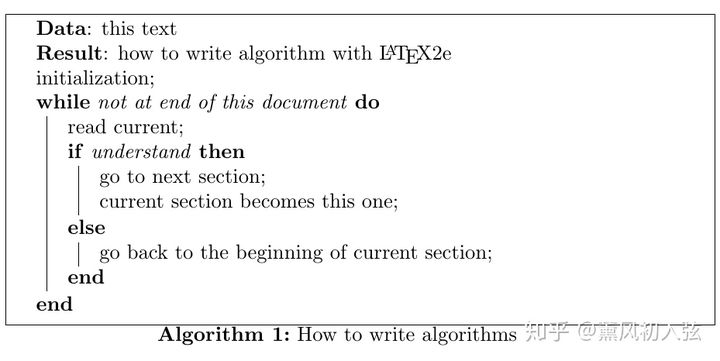 Data: this text
Result: how to write algorithm with LATEX2e
initialization;
while not at end of this document do
read current;
if understand then
go to next section;
current section becomes this one;
else
go back to the beginning of current section;
end
end
Algorithm 1: How to write algorithms
知乎 @薰风初入弦